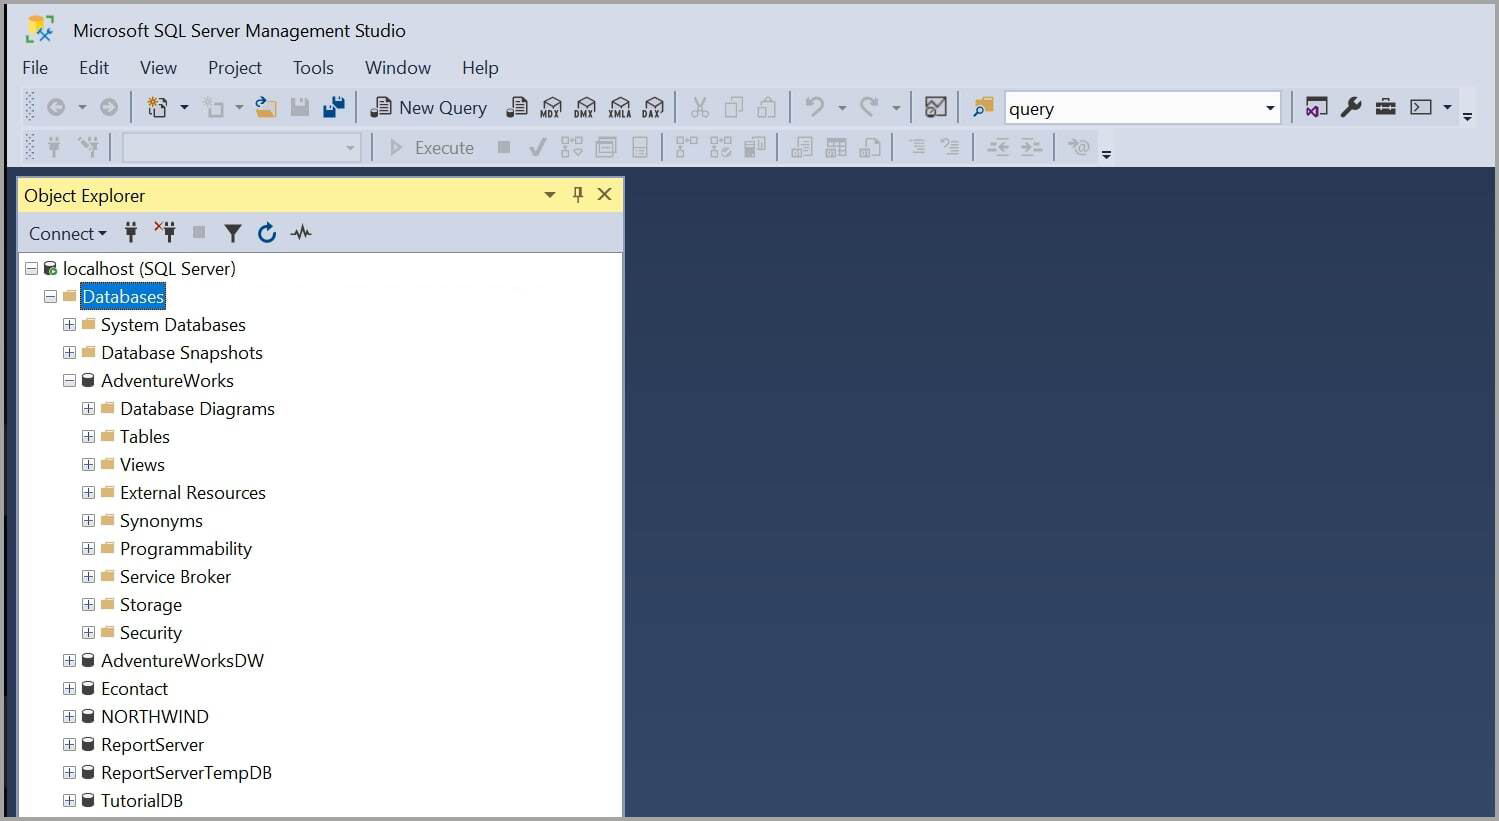 Microsoft SQL Server Management Studio
File Edit View Project Tools Window Help
New Query MDX DMX XMLA DAX query
Execute
Object Explorer
Connect
localhost (SQL Server)
Databases
System Databases
Database Snapshots
AdventureWorks
Database Diagrams
Tables
Views
External Resources
Synonyms
Programmability
Service Broker
Storage
Security
AdventureWorksDW
Econtact
NORTHWIND
ReportServer
ReportServerTempDB
TutorialDB